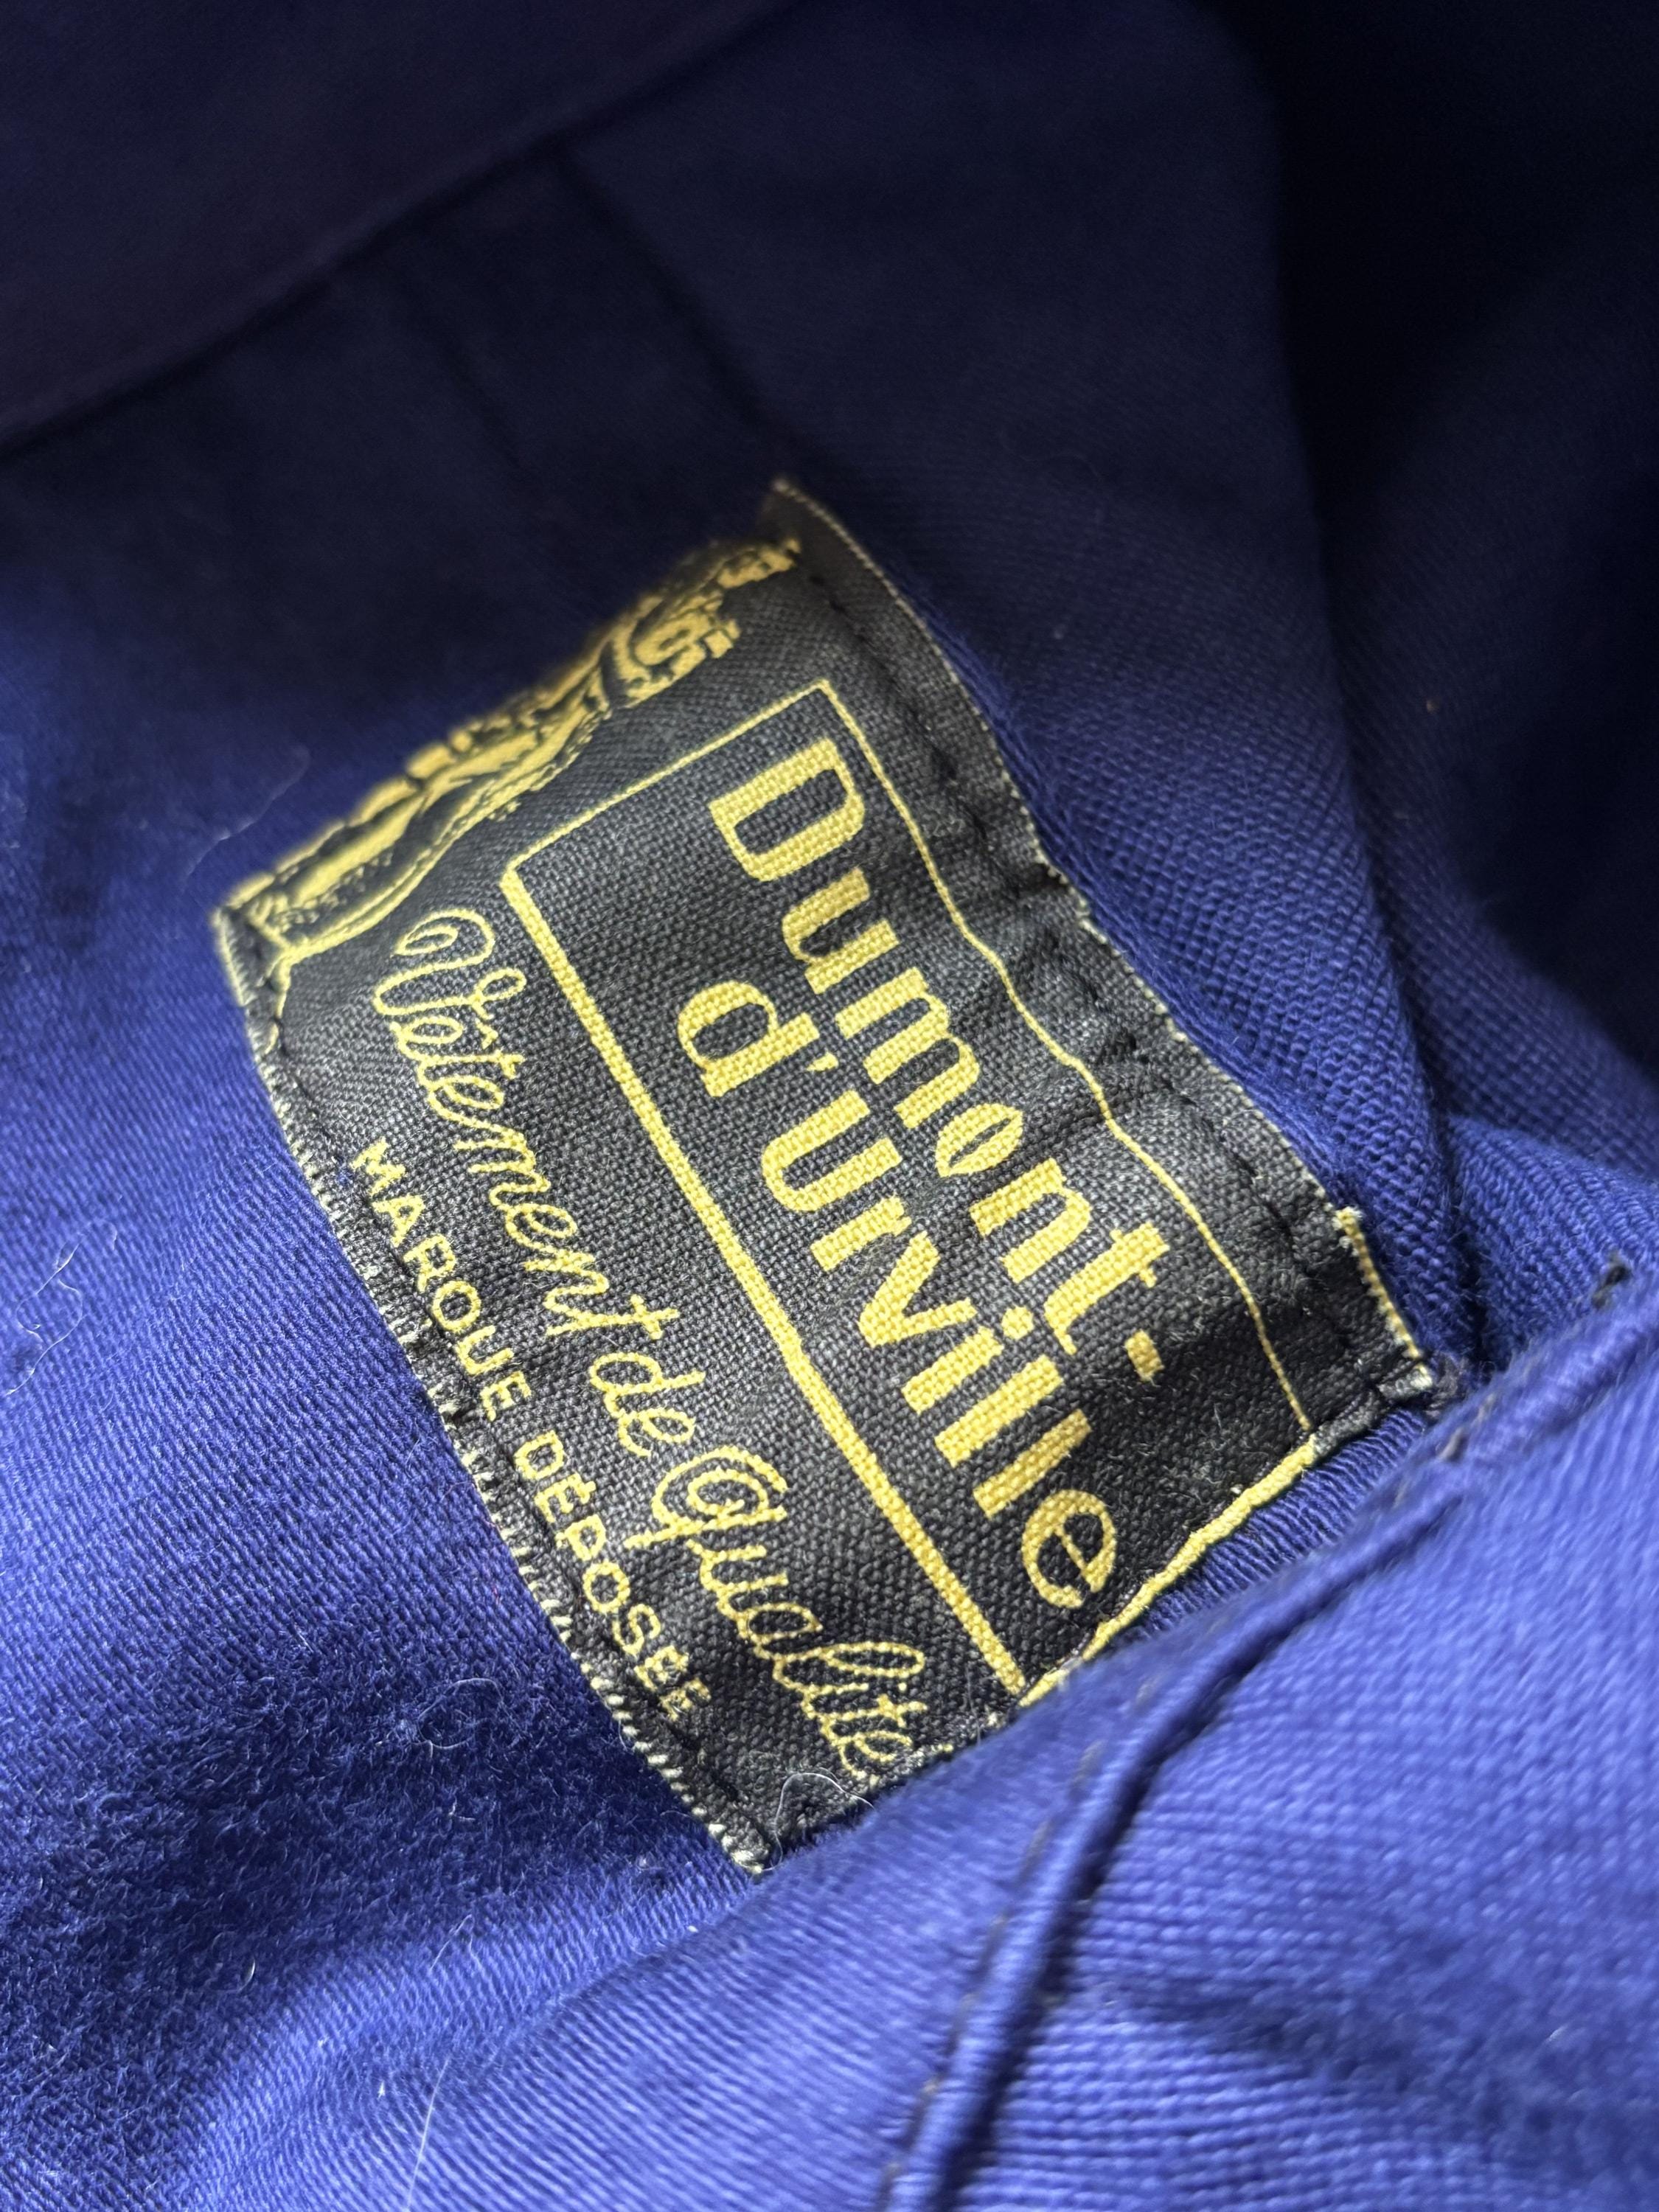 Dumont-
d'Urville
Vêtement de Qualité
MARQUE DÉPOSÉE